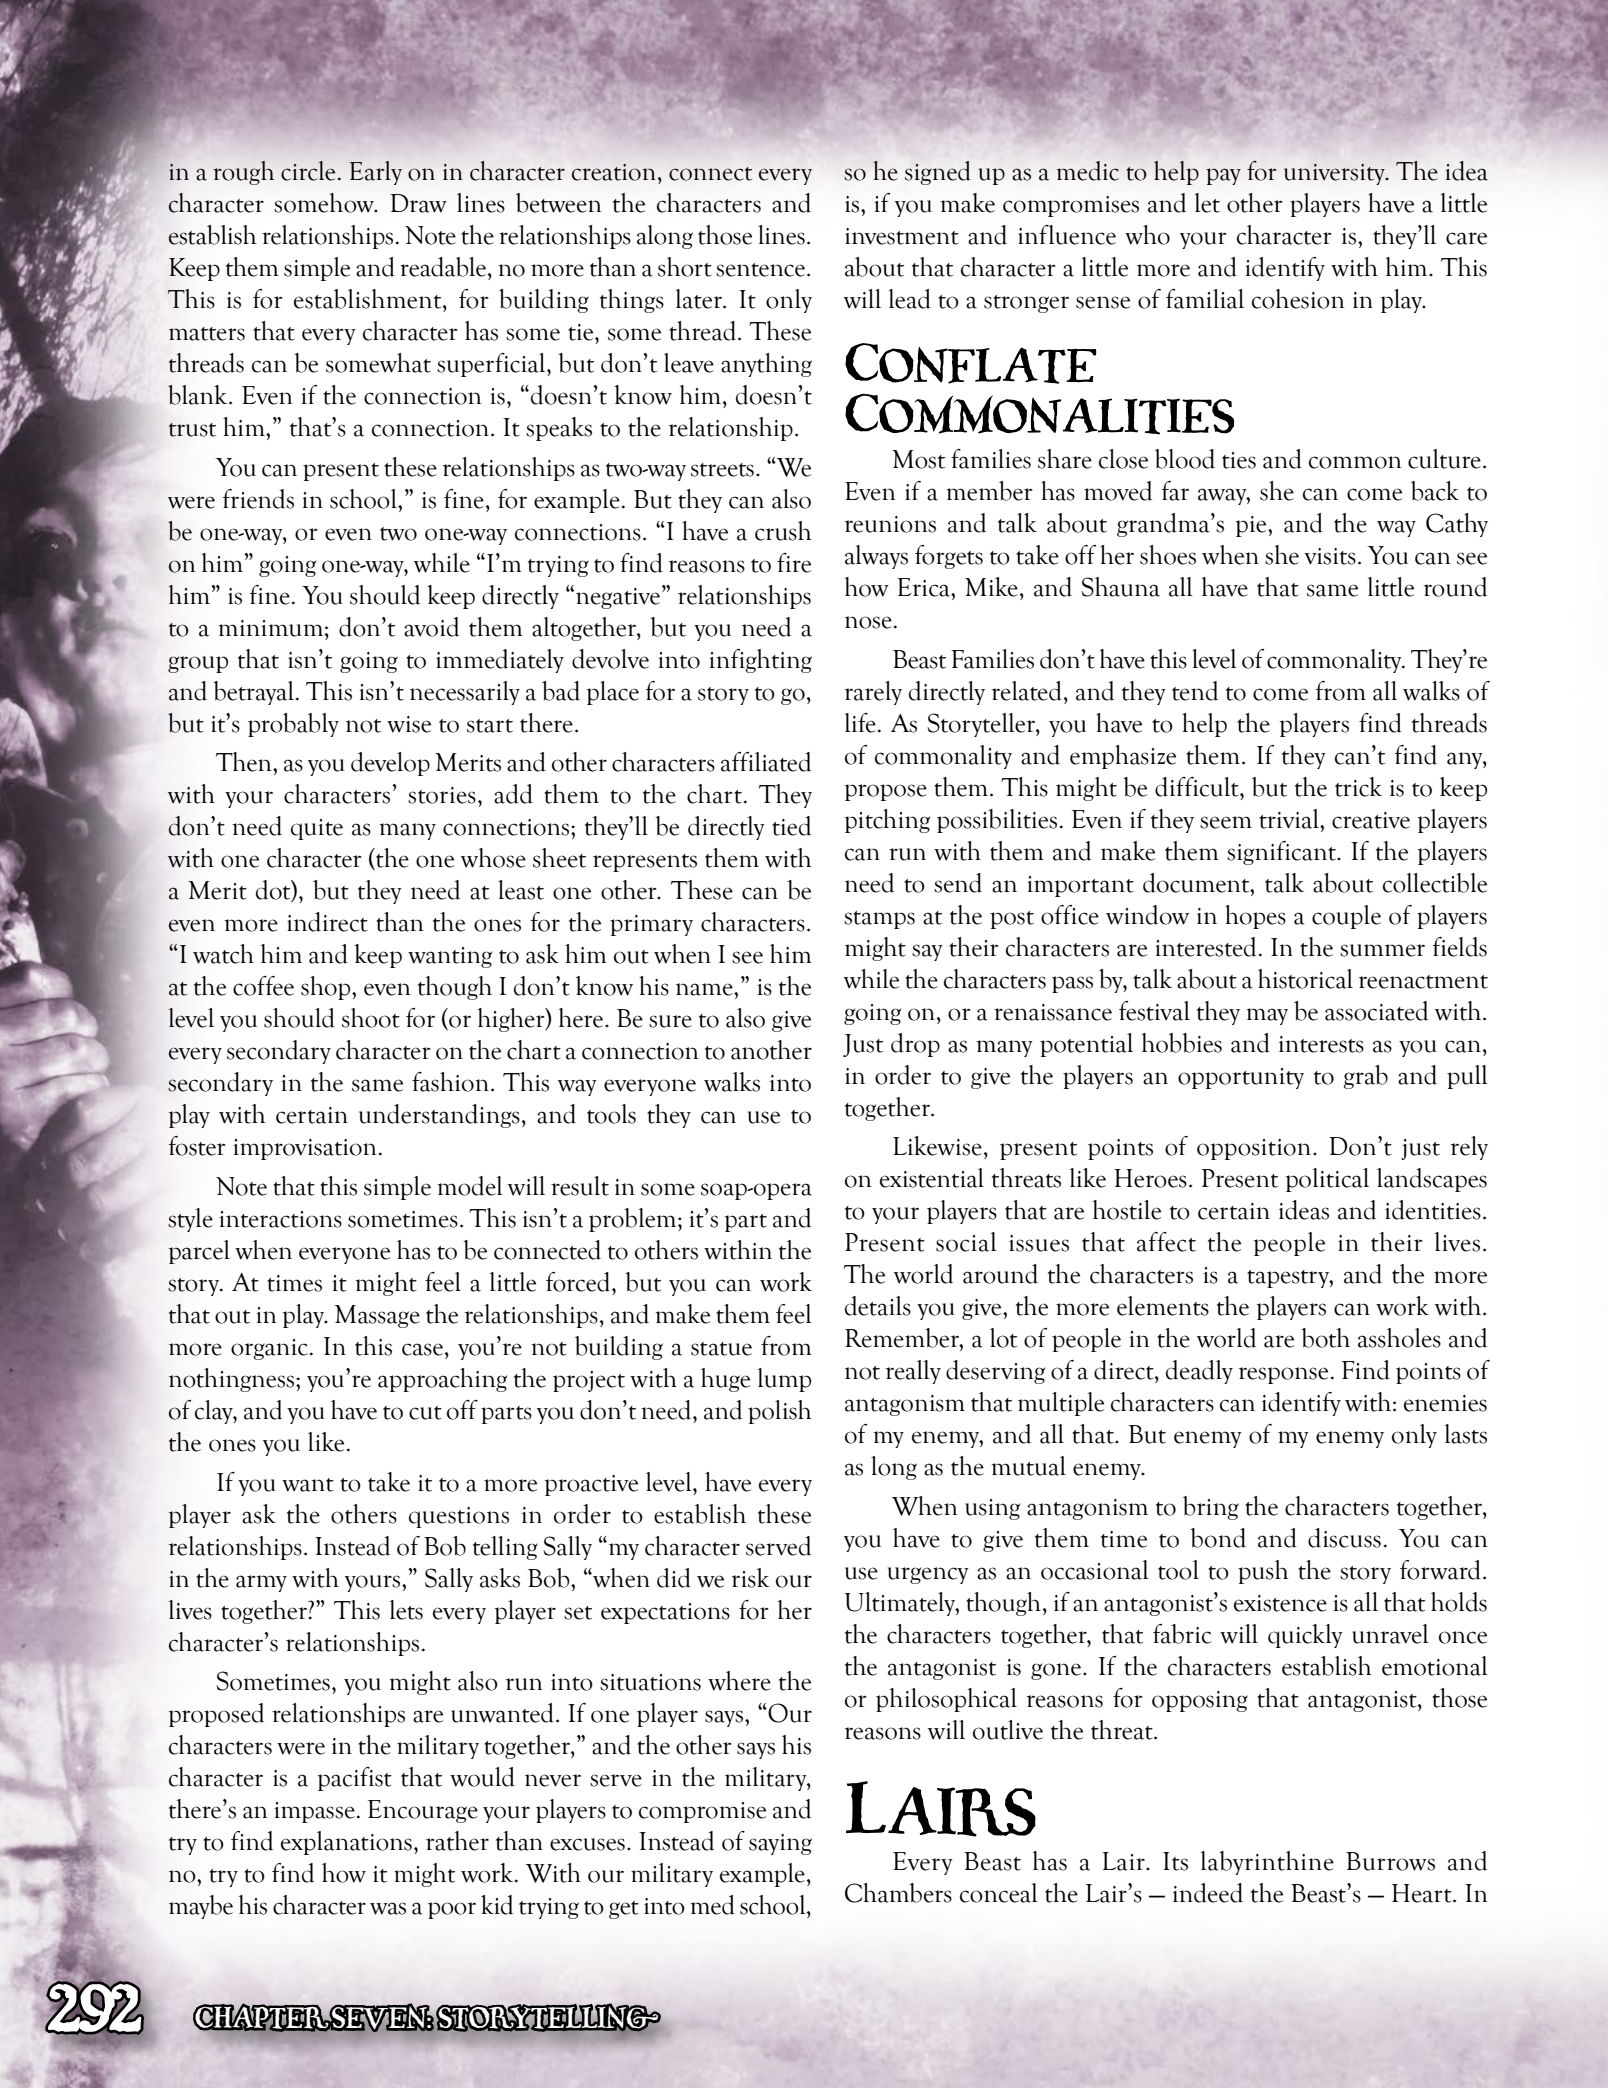 in a rough circle. Early on in character creation, connect every
character somehow. Draw lines between the characters and
establish relationships. Note the relationships along those lines.
Keep them simple and readable, no more than a short sentence.
This is for establishment, for building things later. It only
matters that every character has some tie, some thread. These
threads can be somewhat superficial, but don’t leave anything
blank. Even if the connection is, “doesn’t know him, doesn’t
trust him,” that’s a connection. It speaks to the relationship.
You can present these relationships as two-way streets. “We
were friends in school,” is fine, for example. But they can also
be one-way, or even two one-way connections. “I have a crush
on him” going one-way, while “I’m trying to find reasons to fire
him” is fine. You should keep directly “negative” relationships
to a minimum; don’t avoid them altogether, but you need a
group that isn’t going to immediately devolve into infighting
and betrayal. This isn’t necessarily a bad place for a story to go,
but it’s probably not wise to start there.
Then, as you develop Merits and other characters affiliated
with your characters’ stories, add them to the chart. They
don’t need quite as many connections; they’ll be directly tied
with one character (the one whose sheet represents them with
a Merit dot), but they need at least one other. These can be
even more indirect than the ones for the primary characters.
“I watch him and keep wanting to ask him out when I see him
at the coffee shop, even though I don’t know his name,” is the
level you should shoot for (or higher) here. Be sure to also give
every secondary character on the chart a connection to another
secondary in the same fashion. This way everyone walks into
play with certain understandings, and tools they can use to
foster improvisation.
Note that this simple model will result in some soap-opera
style interactions sometimes. This isn’t a problem; it’s part and
parcel when everyone has to be connected to others within the
story. At times it might feel a little forced, but you can work
that out in play. Massage the relationships, and make them feel
more organic. In this case, you’re not building a statue from
nothingness; you’re approaching the project with a huge lump
of clay, and you have to cut off parts you don’t need, and polish
the ones you like.
If you want to take it to a more proactive level, have every
player ask the others questions in order to establish these
relationships. Instead of Bob telling Sally “my character served
in the army with yours,” Sally asks Bob, “when did we risk our
lives together?” This lets every player set expectations for her
character’s relationships.
Sometimes, you might also run into situations where the
proposed relationships are unwanted. If one player says, “Our
characters were in the military together,” and the other says his
character is a pacifist that would never serve in the military,
there’s an impasse. Encourage your players to compromise and
try to find explanations, rather than excuses. Instead of saying
no, try to find how it might work. With our military example,
maybe his character was a poor kid trying to get into med school,
so he signed up as a medic to help pay for university. The idea
is, if you make compromises and let other players have a little
investment and influence who your character is, they’ll care
about that character a little more and identify with him. This
will lead to a stronger sense of familial cohesion in play.
CONFLATE
COMMONALITIES
Most families share close blood ties and common culture.
Even if a member has moved far away, she can come back to
reunions and talk about grandma’s pie, and the way Cathy
always forgets to take off her shoes when she visits. You can see
how Erica, Mike, and Shauna all have that same little round
nose.
Beast Families don’t have this level of commonality. They’re
rarely directly related, and they tend to come from all walks of
life. As Storyteller, you have to help the players find threads
of commonality and emphasize them. If they can’t find any,
propose them. This might be difficult, but the trick is to keep
pitching possibilities. Even if they seem trivial, creative players
can run with them and make them significant. If the players
need to send an important document, talk about collectible
stamps at the post office window in hopes a couple of players
might say their characters are interested. In the summer fields
while the characters pass by, talk about a historical reenactment
going on, or a renaissance festival they may be associated with.
Just drop as many potential hobbies and interests as you can,
in order to give the players an opportunity to grab and pull
together.
Likewise, present points of opposition. Don’t just rely
on existential threats like Heroes. Present political landscapes
to your players that are hostile to certain ideas and identities.
Present social issues that affect the people in their lives.
The world around the characters is a tapestry, and the more
details you give, the more elements the players can work with.
Remember, a lot of people in the world are both assholes and
not really deserving of a direct, deadly response. Find points of
antagonism that multiple characters can identify with: enemies
of my enemy, and all that. But enemy of my enemy only lasts
as long as the mutual enemy.
When using antagonism to bring the characters together,
you have to give them time to bond and discuss. You can
use urgency as an occasional tool to push the story forward.
Ultimately, though, if an antagonist’s existence is all that holds
the characters together, that fabric will quickly unravel once
the antagonist is gone. If the characters establish emotional
or philosophical reasons for opposing that antagonist, those
reasons will outlive the threat.
LAIRS
Every Beast has a Lair. Its labyrinthine Burrows and
Chambers conceal the Lair’s — indeed the Beast’s — Heart. In
292
CHAPTER SEVEN: STORYTELLING